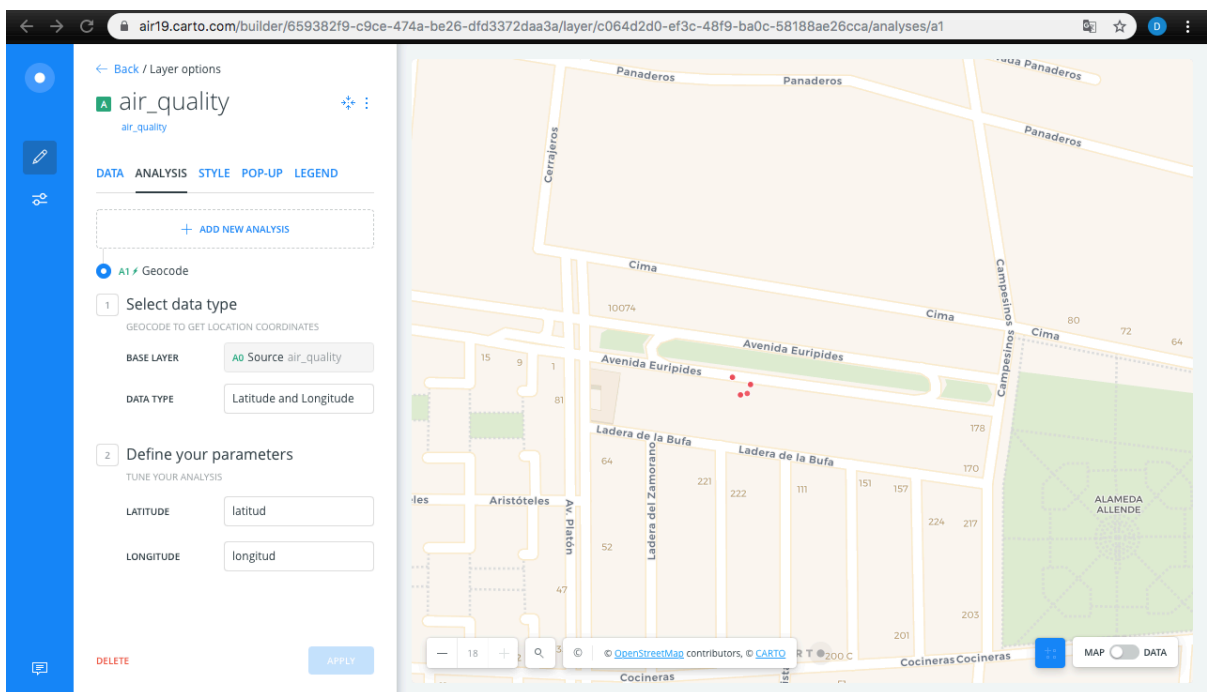 air19.carto.com/builder/659382f9-c9ce-474a-be26-dfd3372daa3a/layer/c064d2d0-ef3c-48f9-ba0c-58188ae26cca/analyses/a1
D
Back / Layer options
A air_quality
air_quality
DATA ANALYSIS STYLE POP-UP LEGEND
+ ADD NEW ANALYSIS
A1 Geocode
1 Select data type
GEOCODE TO GET LOCATION COORDINATES
BASE LAYER A0 Source air_quality
DATA TYPE Latitude and Longitude
2 Define your parameters
TUNE YOUR ANALYSIS
LATITUDE latitud
LONGITUDE longitud
DELETE APPLY
Panaderos
Panaderos
Panaderos
Panaderos
Cerrajeros
Cima
Campesinos
Campesinos
10074
Cima
Cima
80
72
64
Avenida Euripides
Avenida Euripides
15
9
1
81
178
Ladera de la Bufa
Ladera de la Bufa
64
221
222
111
151
157
170
les
Aristóteles
Av. Platón
Ladera del Zamorano
224
217
ALAMEDA
ALLENDE
52
47
203
201
200 C
Cocineras Cocineras
Cocineras
− 18 +
© © OpenStreetMap contributors, © CARTO
MAP DATA